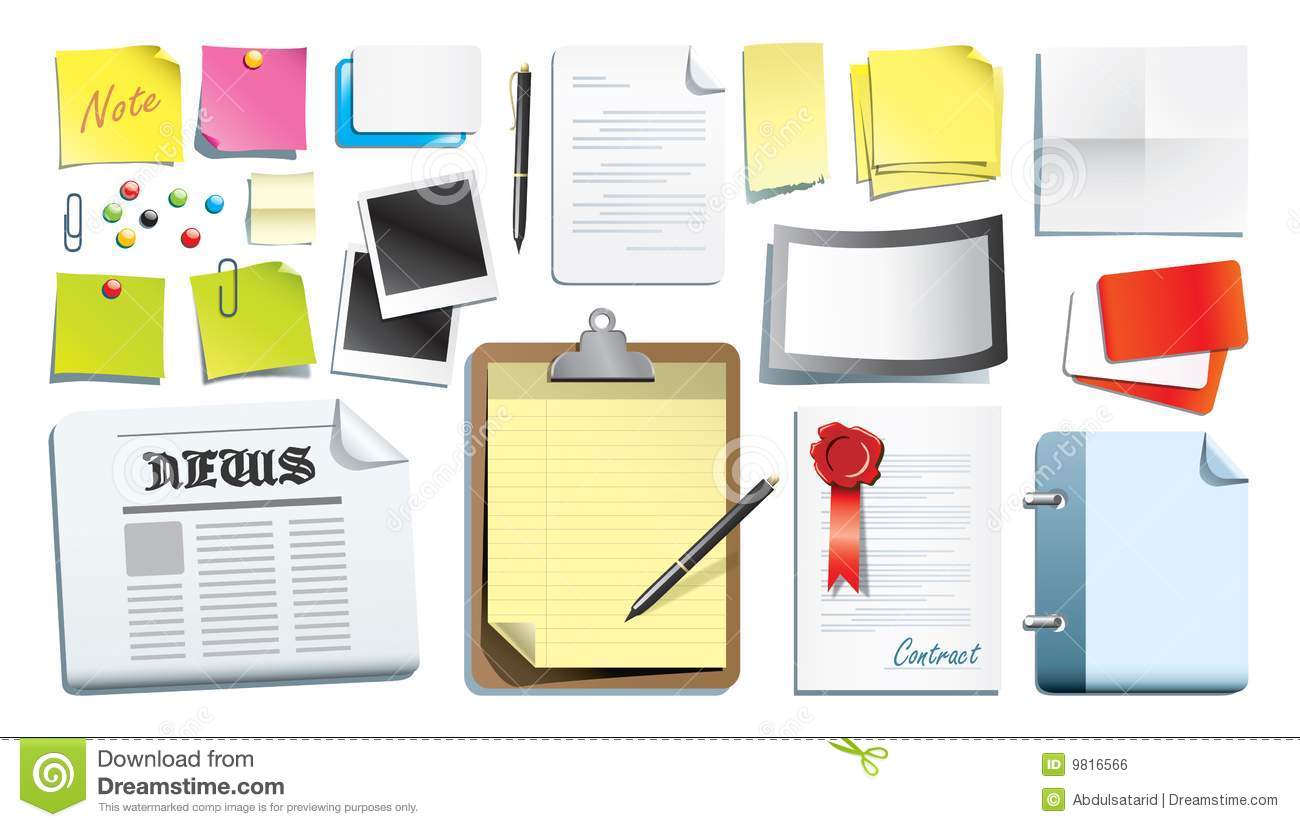 Note
NEWS
Contract
Download from
Dreamstime.com
This watermarked comp image is for previewing purposes only.
ID 9816566
© Abdulsatarid | Dreamstime.com
dreamstime